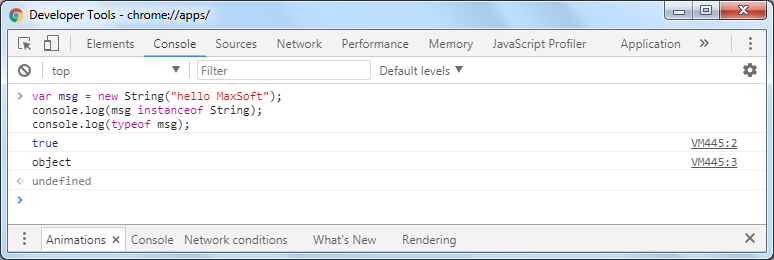 Developer Tools - chrome://apps/
Elements Console Sources Network Performance Memory JavaScript Profiler Application »
top Filter Default levels
> var msg = new String("hello MaxSoft");
console.log(msg instanceof String);
console.log(typeof msg);
true VM445:2
object VM445:3
undefined
>
Animations × Console Network conditions What's New Rendering ×